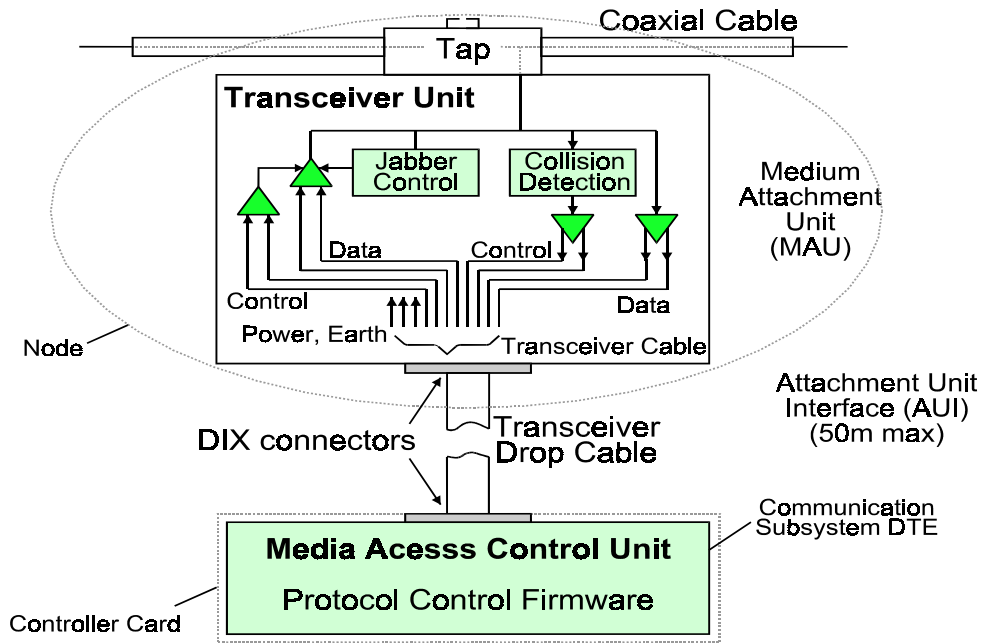 Coaxial Cable
Tap
Transceiver Unit
Jabber
Control
Collision
Detection
Medium
Attachment
Unit
(MAU)
Data
Control
Control
Data
Power, Earth
Transceiver Cable
Node
Attachment Unit
Interface (AUI)
(50m max)
DIX connectors
Transceiver
Drop Cable
Communication
Subsystem DTE
Media Acesss Control Unit
Protocol Control Firmware
Controller Card